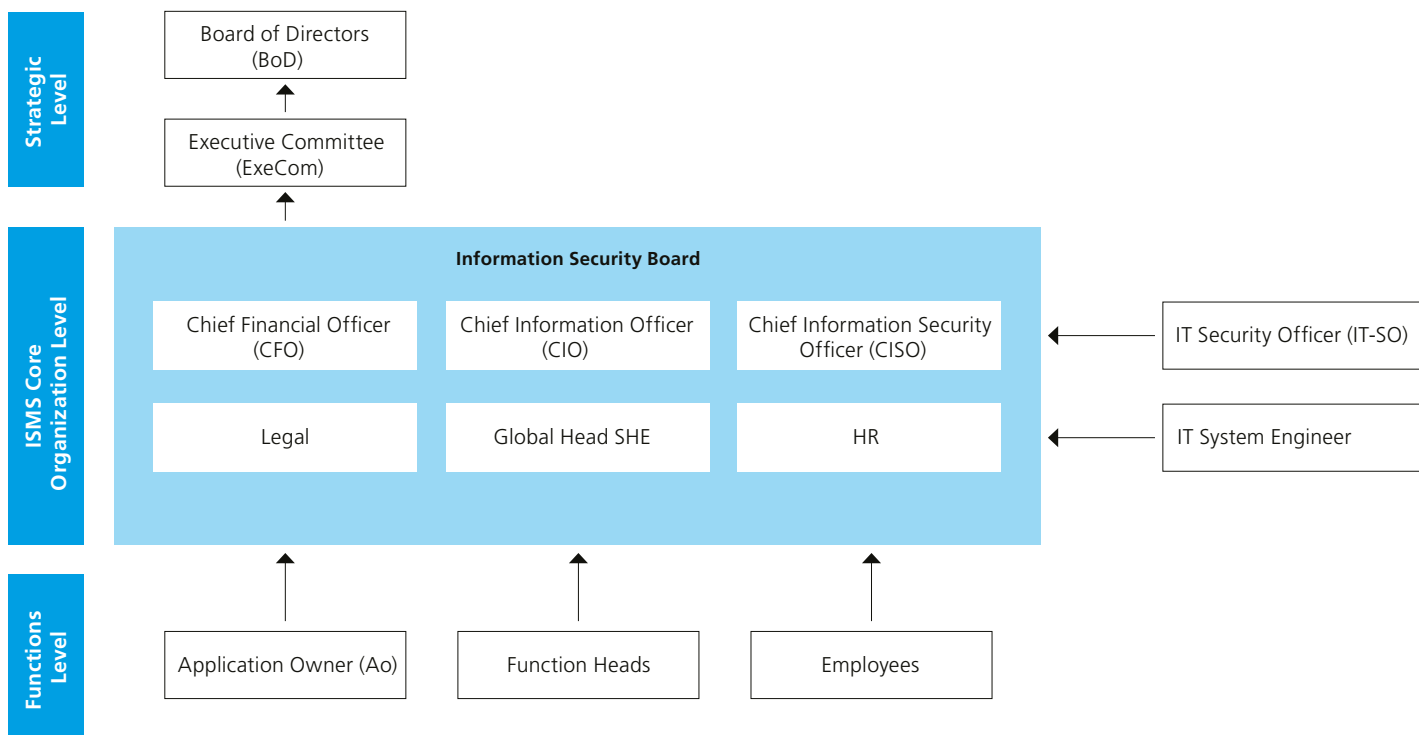 Strategic
Level
Board of Directors
(BoD)
Executive Committee
(ExeCom)
ISMS Core
Organization Level
Information Security Board
Chief Financial Officer
(CFO)
Chief Information Officer
(CIO)
Chief Information Security
Officer (CISO)
Legal
Global Head SHE
HR
IT Security Officer (IT-SO)
IT System Engineer
Functions
Level
Application Owner (Ao)
Function Heads
Employees